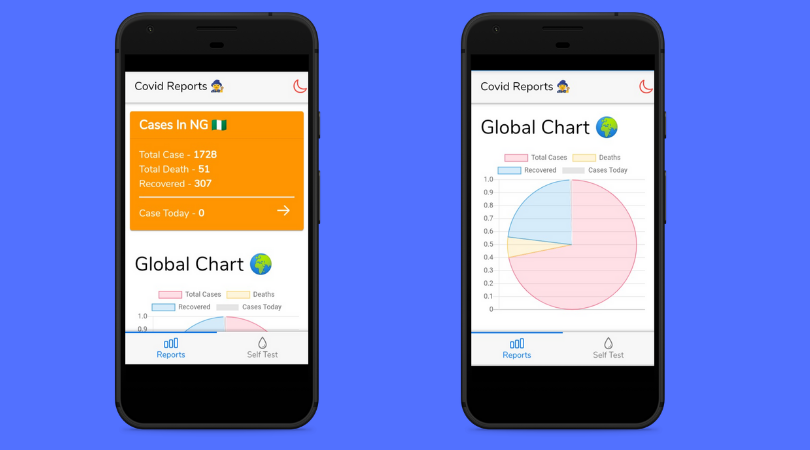 Covid Reports
Cases In NG
Total Case - 1728
Total Death - 51
Recovered - 307
Case Today - 0
Global Chart
Total Cases
Deaths
Recovered
Cases Today
1.0
0.9
Reports
Self Test
Covid Reports
Global Chart
Total Cases
Deaths
Recovered
Cases Today
1.0
0.9
0.8
0.7
0.6
0.5
0.4
0.3
0.2
0.1
0
Reports
Self Test